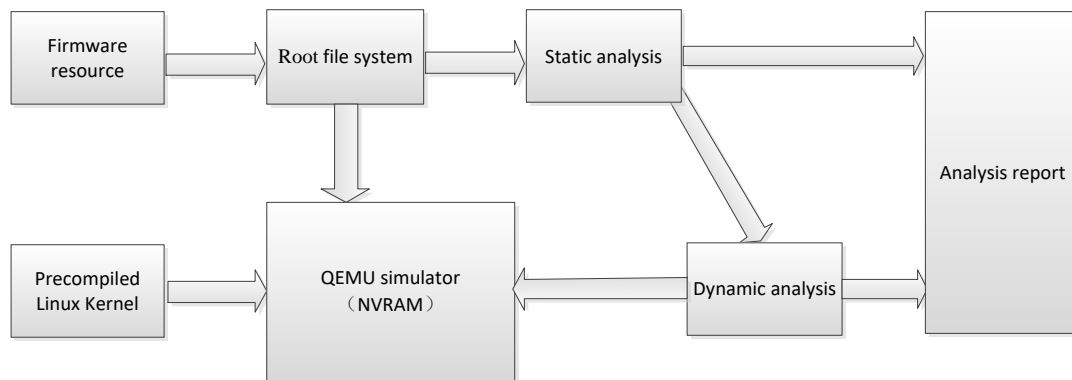 Firmware
resource
Root file system
Static analysis
Analysis report
Precompiled
Linux Kernel
QEMU simulator
（NVRAM）
Dynamic analysis